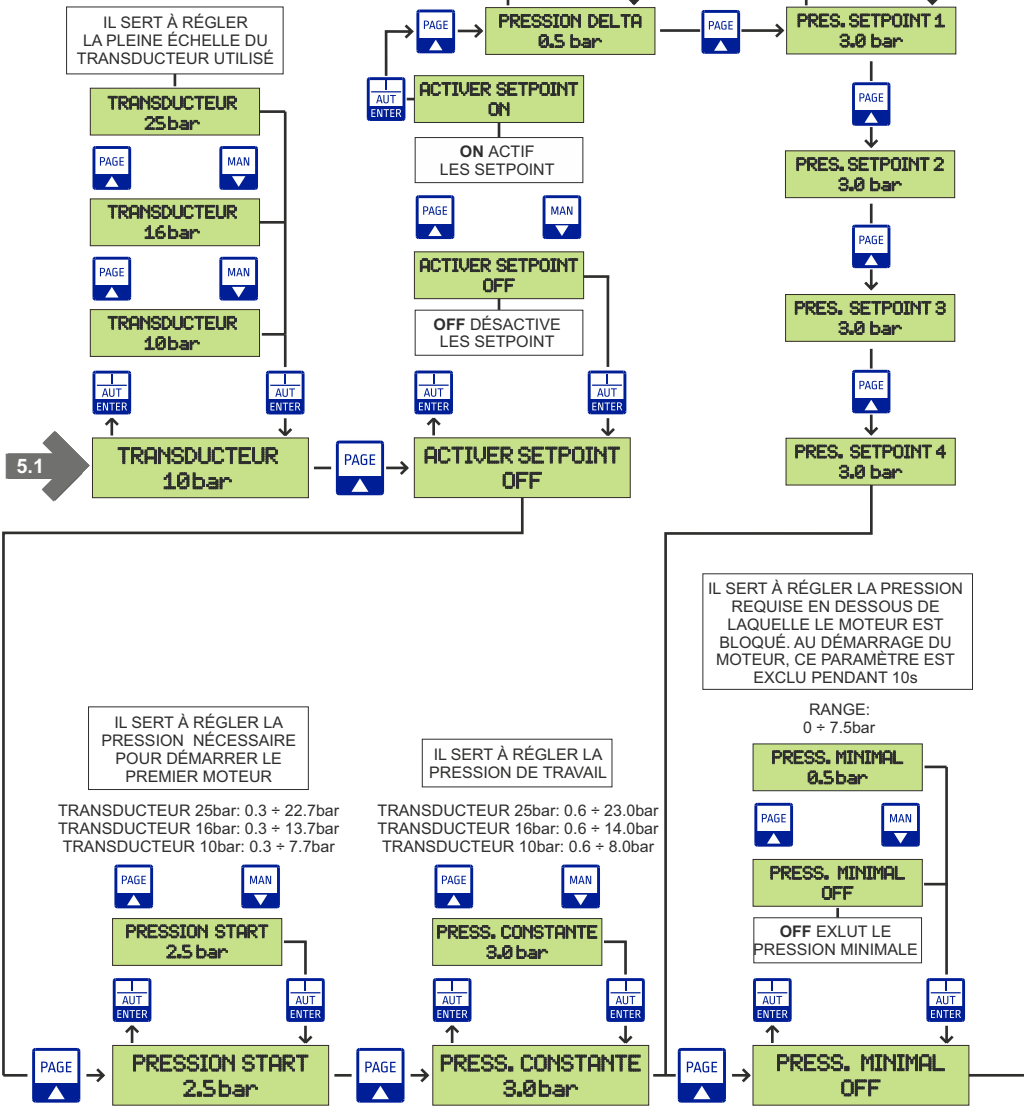 IL SERT À RÉGLER
LA PLEINE ÉCHELLE DU
TRANSDUCTEUR UTILISÉ
TRANSDUCTEUR
25bar
PAGE
MAN
TRANSDUCTEUR
16bar
PAGE
MAN
TRANSDUCTEUR
10bar
AUT
ENTER
AUT
ENTER
5.1
TRANSDUCTEUR
10bar
PAGE
PAGE
PRESSION DELTA
0.5 bar
PAGE
AUT
ENTER
ACTIVER SETPOINT
ON
ON ACTIF
LES SETPOINT
PAGE
MAN
ACTIVER SETPOINT
OFF
OFF DÉSACTIVE
LES SETPOINT
AUT
ENTER
AUT
ENTER
ACTIVER SETPOINT
OFF
PRES. SETPOINT 1
3.0 bar
PAGE
PRES. SETPOINT 2
3.0 bar
PAGE
PRES. SETPOINT 3
3.0 bar
PAGE
PRES. SETPOINT 4
3.0 bar
IL SERT À RÉGLER LA
PRESSION NÉCESSAIRE
POUR DÉMARRER LE
PREMIER MOTEUR
TRANSDUCTEUR 25bar: 0.3 ÷ 22.7bar
TRANSDUCTEUR 16bar: 0.3 ÷ 13.7bar
TRANSDUCTEUR 10bar: 0.3 ÷ 7.7bar
PAGE
MAN
PRESSION START
2.5 bar
AUT
ENTER
AUT
ENTER
PAGE
PRESSION START
2.5bar
PAGE
IL SERT À RÉGLER LA
PRESSION DE TRAVAIL
TRANSDUCTEUR 25bar: 0.6 ÷ 23.0bar
TRANSDUCTEUR 16bar: 0.6 ÷ 14.0bar
TRANSDUCTEUR 10bar: 0.6 ÷ 8.0bar
PAGE
MAN
PRESS. CONSTANTE
3.0 bar
AUT
ENTER
AUT
ENTER
PRESS. CONSTANTE
3.0bar
PAGE
IL SERT À RÉGLER LA PRESSION
REQUISE EN DESSOUS DE
LAQUELLE LE MOTEUR EST
BLOQUÉ. AU DÉMARRAGE DU
MOTEUR, CE PARAMÈTRE EST
EXCLU PENDANT 10s
RANGE:
0 ÷ 7.5bar
PRESS. MINIMAL
0.5bar
PAGE
MAN
PRESS. MINIMAL
OFF
OFF EXLUT LE
PRESSION MINIMALE
AUT
ENTER
AUT
ENTER
PRESS. MINIMAL
OFF